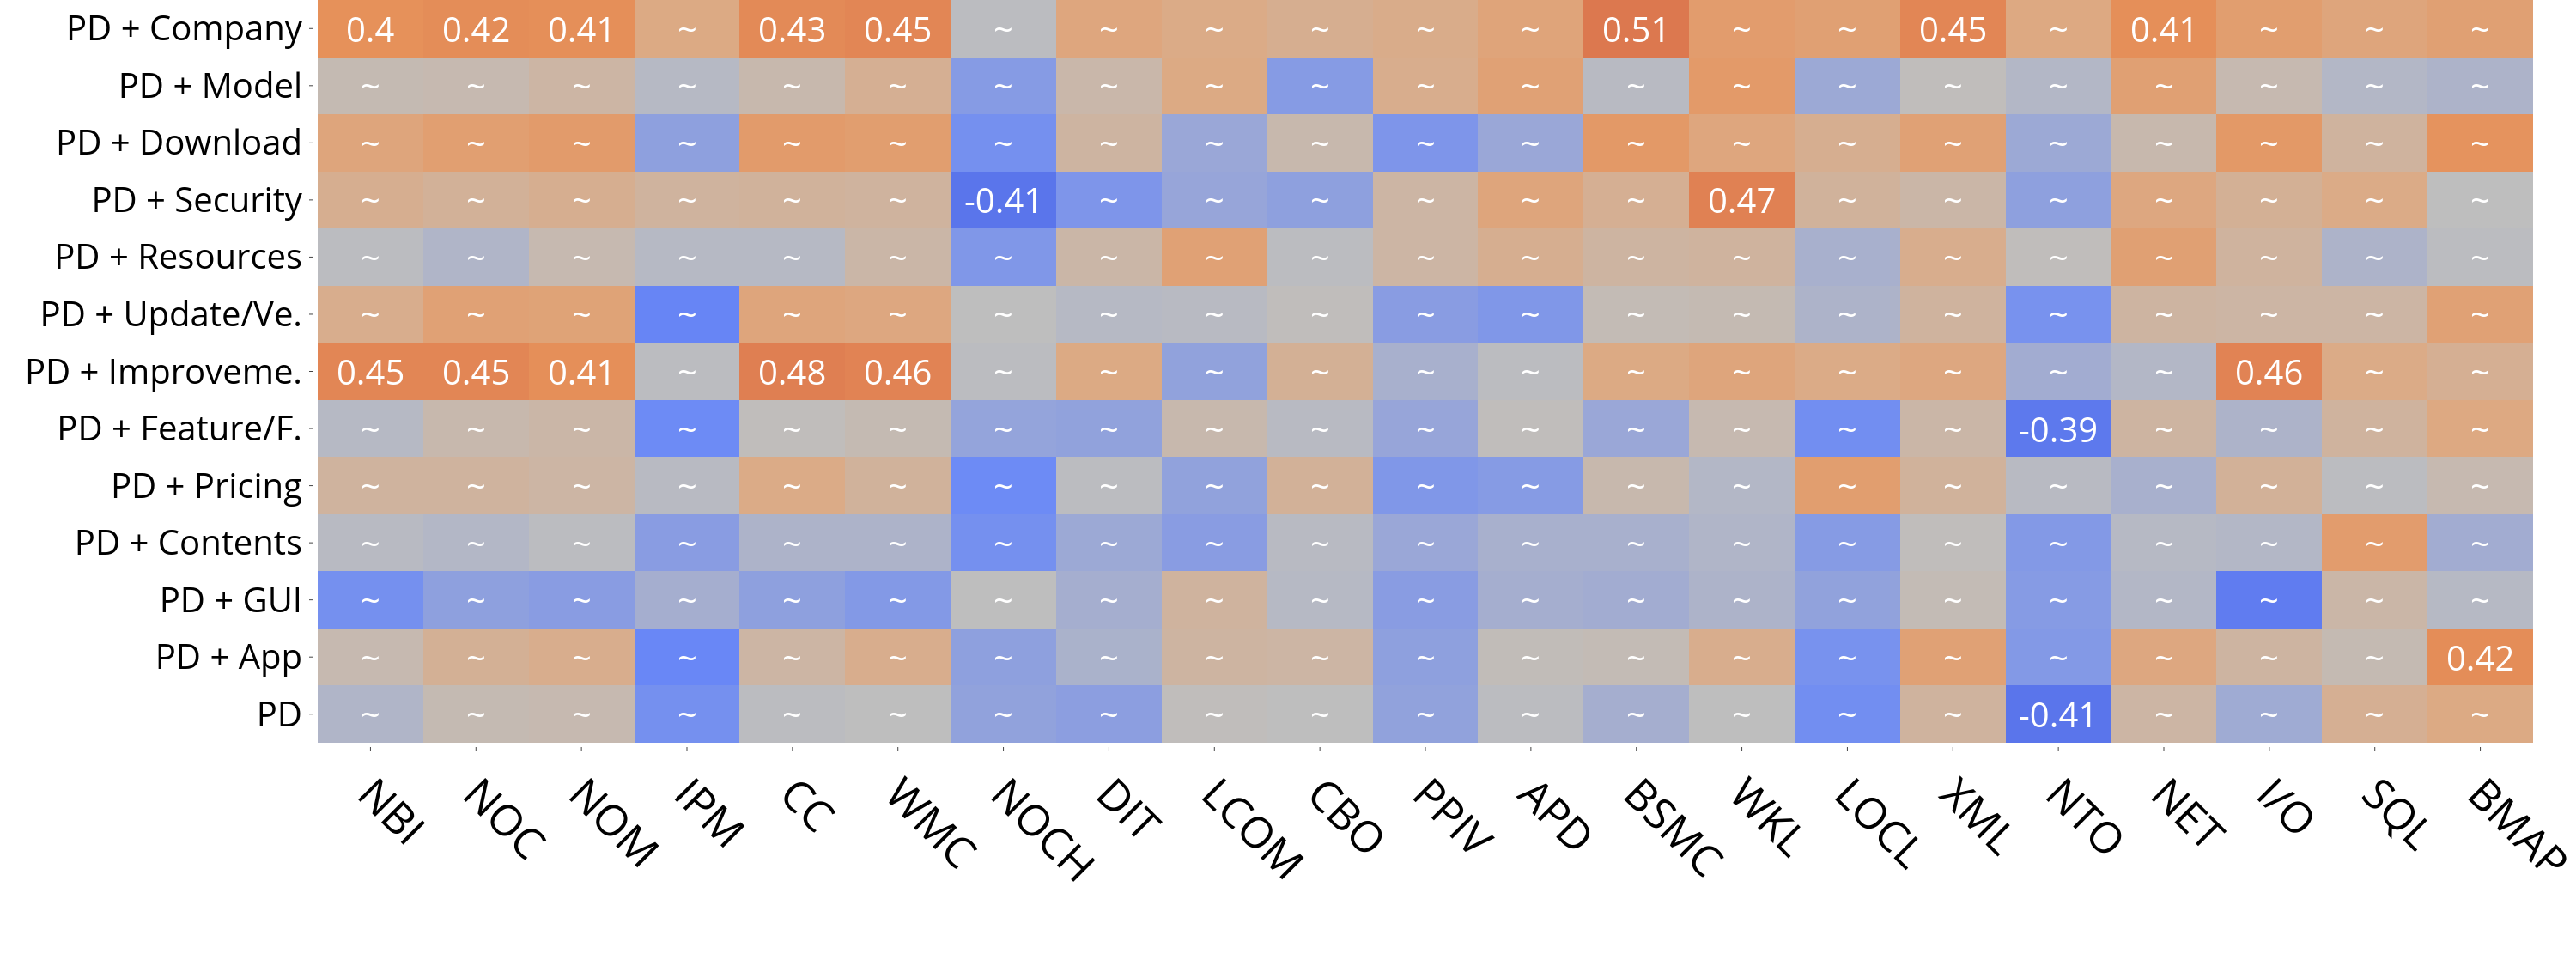 PD + Company 0.4 0.42 0.41 ~ 0.43 0.45 ~ ~ ~ ~ ~ ~ 0.51 ~ ~ 0.45 ~ 0.41 ~ ~ ~
PD + Model ~ ~ ~ ~ ~ ~ ~ ~ ~ ~ ~ ~ ~ ~ ~ ~ ~ ~ ~ ~ ~
PD + Download ~ ~ ~ ~ ~ ~ ~ ~ ~ ~ ~ ~ ~ ~ ~ ~ ~ ~ ~ ~ ~
PD + Security ~ ~ ~ ~ ~ ~ -0.41 ~ ~ ~ ~ ~ ~ 0.47 ~ ~ ~ ~ ~ ~ ~
PD + Resources ~ ~ ~ ~ ~ ~ ~ ~ ~ ~ ~ ~ ~ ~ ~ ~ ~ ~ ~ ~ ~
PD + Update/Ve. ~ ~ ~ ~ ~ ~ ~ ~ ~ ~ ~ ~ ~ ~ ~ ~ ~ ~ ~ ~ ~
PD + Improveme. 0.45 0.45 0.41 ~ 0.48 0.46 ~ ~ ~ ~ ~ ~ ~ ~ ~ ~ ~ ~ 0.46 ~ ~
PD + Feature/F. ~ ~ ~ ~ ~ ~ ~ ~ ~ ~ ~ ~ ~ ~ ~ ~ -0.39 ~ ~ ~ ~
PD + Pricing ~ ~ ~ ~ ~ ~ ~ ~ ~ ~ ~ ~ ~ ~ ~ ~ ~ ~ ~ ~ ~
PD + Contents ~ ~ ~ ~ ~ ~ ~ ~ ~ ~ ~ ~ ~ ~ ~ ~ ~ ~ ~ ~ ~
PD + GUI ~ ~ ~ ~ ~ ~ ~ ~ ~ ~ ~ ~ ~ ~ ~ ~ ~ ~ ~ ~ ~
PD + App ~ ~ ~ ~ ~ ~ ~ ~ ~ ~ ~ ~ ~ ~ ~ ~ ~ ~ ~ ~ 0.42
PD ~ ~ ~ ~ ~ ~ ~ ~ ~ ~ ~ ~ ~ ~ ~ ~ -0.41 ~ ~ ~ ~
NBI NOC NOM IPM CC WMC NOCH DIT LCOM CBO PPIV APD BSMC WKL LOCL XML NTO NET I/O SQL BMAP